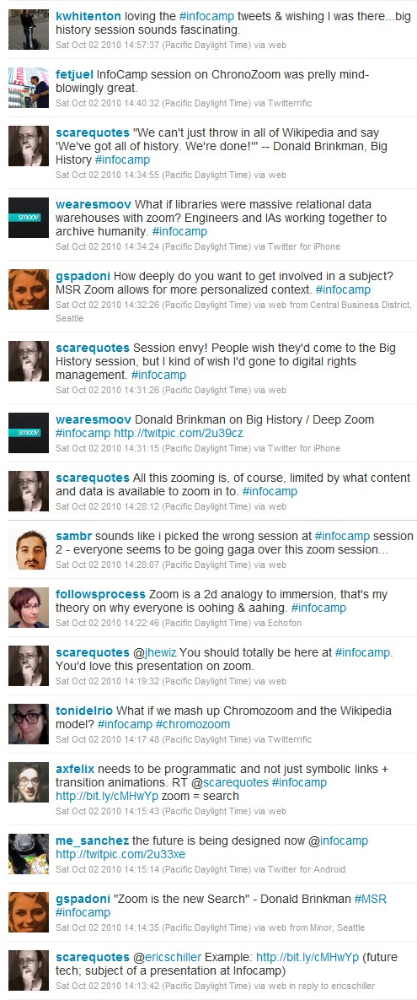 kwhitenton loving the #infocamp tweets & wishing I was there...big
history session sounds fascinating.
Sat Oct 02 2010 14:57:37 (Pacific Daylight Time) via web
fetjuel InfoCamp session on ChronoZoom was prelly mind-
blowingly great.
Sat Oct 02 2010 14:40:32 (Pacific Daylight Time) via Twitterrific
scarequotes "We can't just throw in all of Wikipedia and say
'We've got all of history. We're done!'" -- Donald Brinkman, Big
History #infocamp
Sat Oct 02 2010 14:34:55 (Pacific Daylight Time) via web
smoov
wearesmoov What if libraries were massive relational data
warehouses with zoom? Engineers and IAs working together to
archive humanity. #infocamp
Sat Oct 02 2010 14:34:24 (Pacific Daylight Time) via Twitter for iPhone
gspadoni How deeply do you want to get involved in a subject?
MSR Zoom allows for more personalized context. #infocamp
Sat Oct 02 2010 14:32:26 (Pacific Daylight Time) via web from Central Business District,
Seattle
scarequotes Session envy! People wish they'd come to the Big
History session, but I kind of wish I'd gone to digital rights
management. #infocamp
Sat Oct 02 2010 14:31:26 (Pacific Daylight Time) via web
smoov
wearesmoov Donald Brinkman on Big History / Deep Zoom
#infocamp http://twitpic.com/2u39cz
Sat Oct 02 2010 14:31:15 (Pacific Daylight Time) via Twitter for iPhone
scarequotes All this zooming is, of course, limited by what content
and data is available to zoom in to. #infocamp
Sat Oct 02 2010 14:28:12 (Pacific Daylight Time) via web
sambr sounds like i picked the wrong session at #infocamp session
2 - everyone seems to be going gaga over this zoom session...
Sat Oct 02 2010 14:28:07 (Pacific Daylight Time) via web
followsprocess Zoom is a 2d analogy to immersion, that's my
theory on why everyone is oohing & aahing. #infocamp
Sat Oct 02 2010 14:22:46 (Pacific Daylight Time) via Echofon
scarequotes @jhewiz You should totally be here at #infocamp.
You'd love this presentation on zoom.
Sat Oct 02 2010 14:19:32 (Pacific Daylight Time) via web
tonidelrio What if we mash up Chromozoom and the Wikipedia
model? #infocamp #chromozoom
Sat Oct 02 2010 14:17:48 (Pacific Daylight Time) via Twitterrific
axfelix needs to be programmatic and not just symbolic links +
transition animations. RT @scarequotes #infocamp
http://bit.ly/cMHwYp zoom = search
Sat Oct 02 2010 14:15:43 (Pacific Daylight Time) via web
me_sanchez the future is being designed now @infocamp
http://twitpic.com/2u33xe
Sat Oct 02 2010 14:15:14 (Pacific Daylight Time) via Twitter for Android
gspadoni "Zoom is the new Search" - Donald Brinkman #MSR
#infocamp
Sat Oct 02 2010 14:14:35 (Pacific Daylight Time) via web from Minor, Seattle
scarequotes @ericschiller Example: http://bit.ly/cMHwYp (future
tech; subject of a presentation at Infocamp)
Sat Oct 02 2010 14:13:42 (Pacific Daylight Time) via web in reply to ericschiller